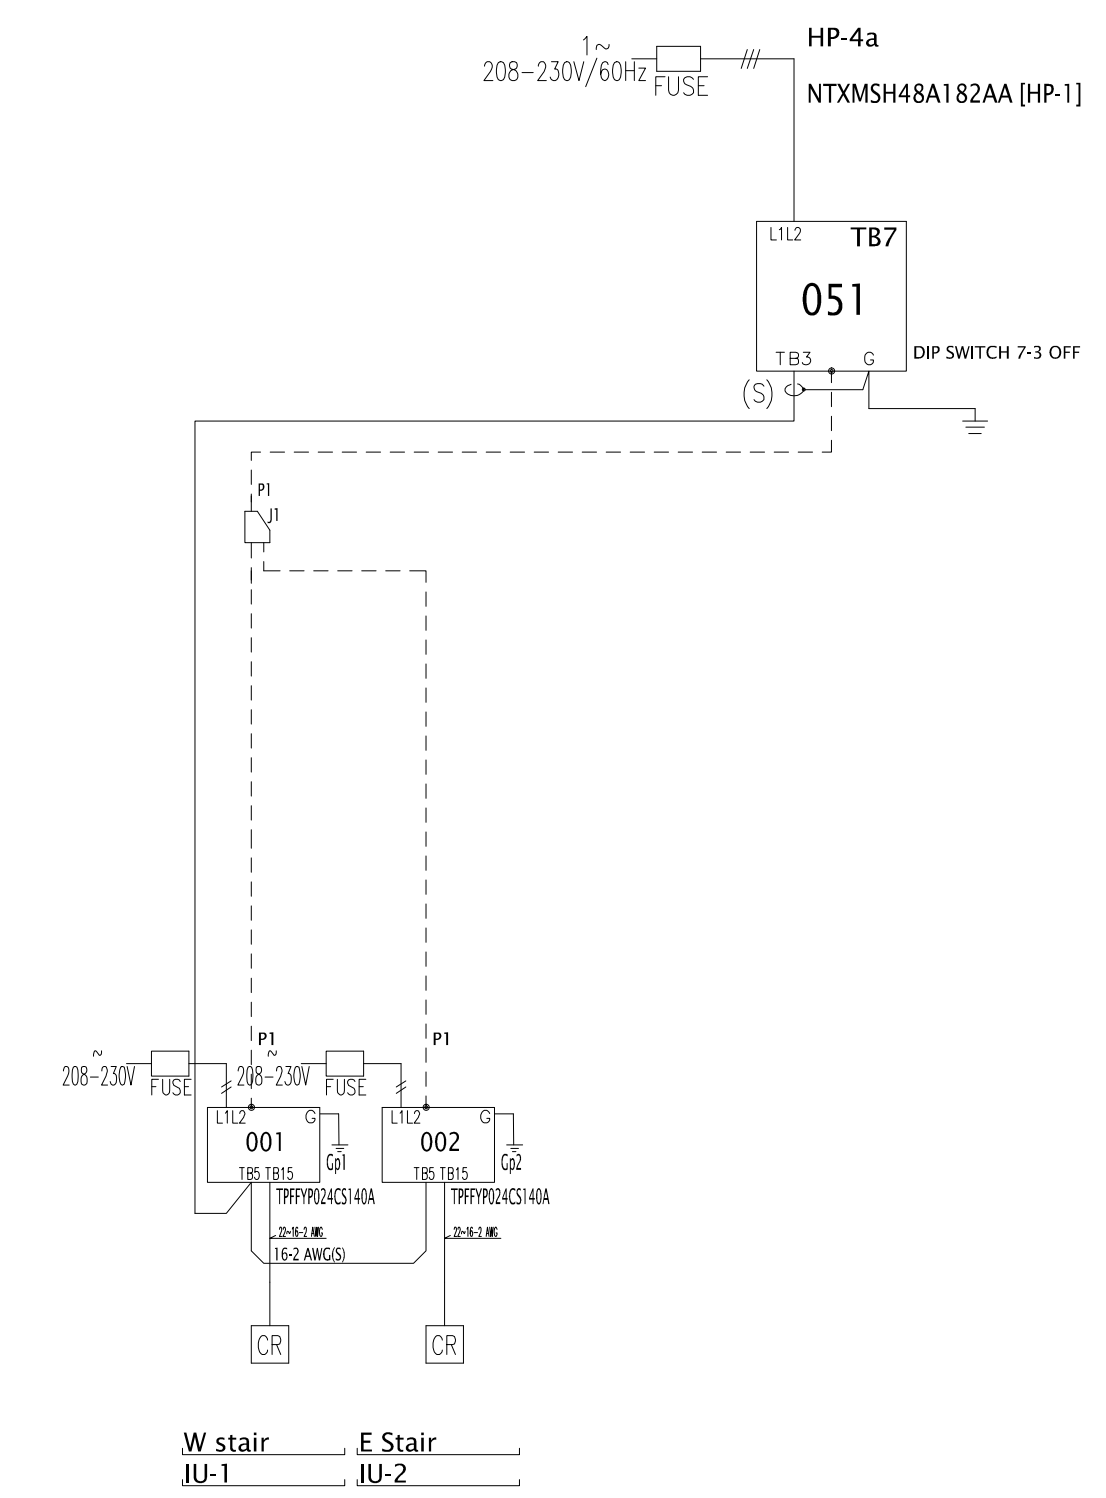 HP-4a
1~
208-230V/60Hz
FUSE
NTXMSH48A182AA [HP-1]
L1L2
TB7
051
TB3
G
DIP SWITCH 7-3 OFF
(S)
P1
J1
P1
P1
~
208-230V
FUSE
~
208-230V
FUSE
L1L2
G
001
Gp1
TB5 TB15
TPFFYP024CS140A
L1L2
G
002
Gp2
TB5 TB15
TPFFYP024CS140A
22~16-2 AWG
22~16-2 AWG
16-2 AWG(S)
CR
CR
W stair
E Stair
IU-1
IU-2